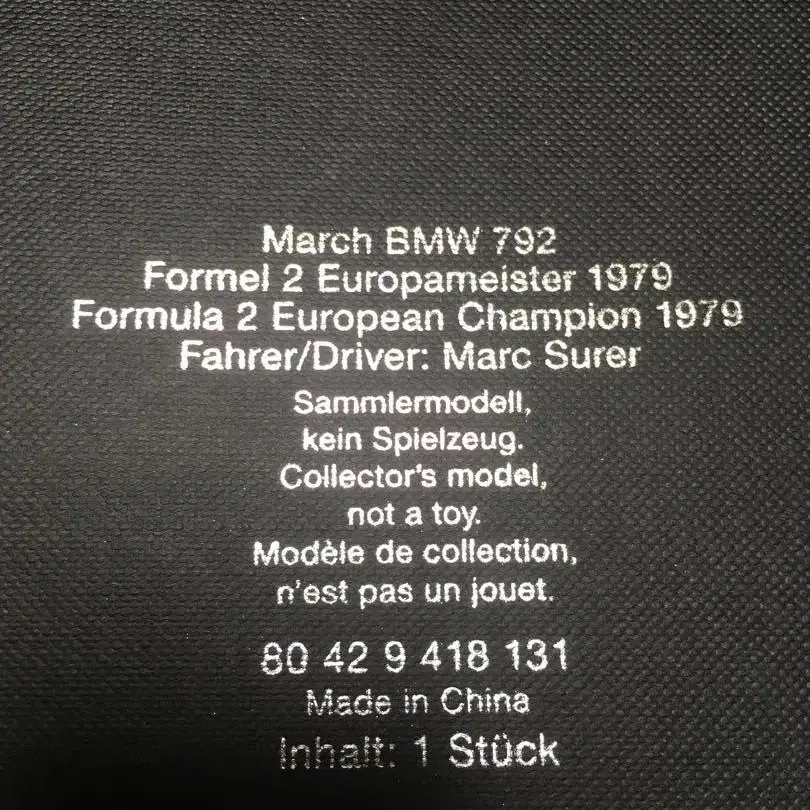 March BMW 792
Formel 2 Europameister 1979
Formula 2 European Champion 1979
Fahrer/Driver: Marc Surer
Sammlermodell,
kein Spielzeug.
Collector's model,
not a toy.
Modèle de collection,
n'est pas un jouet.
80 42 9 418 131
Made in China
Inhalt: 1 Stück